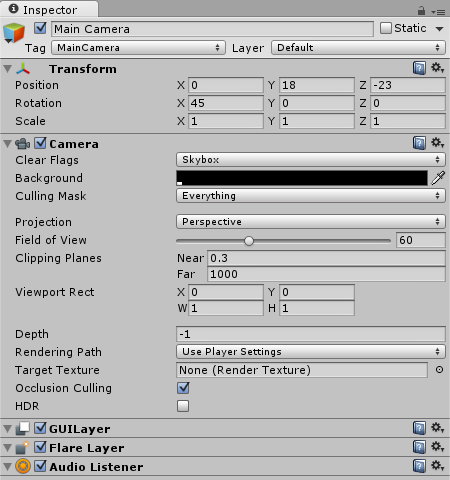 Inspector
Main Camera Static
Tag MainCamera Layer Default
Transform
Position X 0 Y 18 Z -23
Rotation X 45 Y 0 Z 0
Scale X 1 Y 1 Z 1
Camera
Clear Flags Skybox
Background
Culling Mask Everything
Projection Perspective
Field of View 60
Clipping Planes Near 0.3
Far 1000
Viewport Rect X 0 Y 0
W 1 H 1
Depth -1
Rendering Path Use Player Settings
Target Texture None (Render Texture)
Occlusion Culling
HDR
GUILayer
Flare Layer
Audio Listener